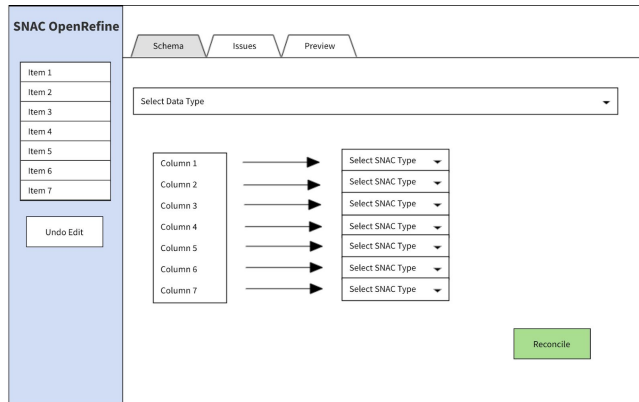 SNAC OpenRefine
Schema
Issues
Preview
Item 1
Item 2
Item 3
Item 4
Item 5
Item 6
Item 7
Undo Edit
Select Data Type
Column 1
Select SNAC Type
Column 2
Select SNAC Type
Column 3
Select SNAC Type
Column 4
Select SNAC Type
Column 5
Select SNAC Type
Column 6
Select SNAC Type
Column 7
Select SNAC Type
Reconcile